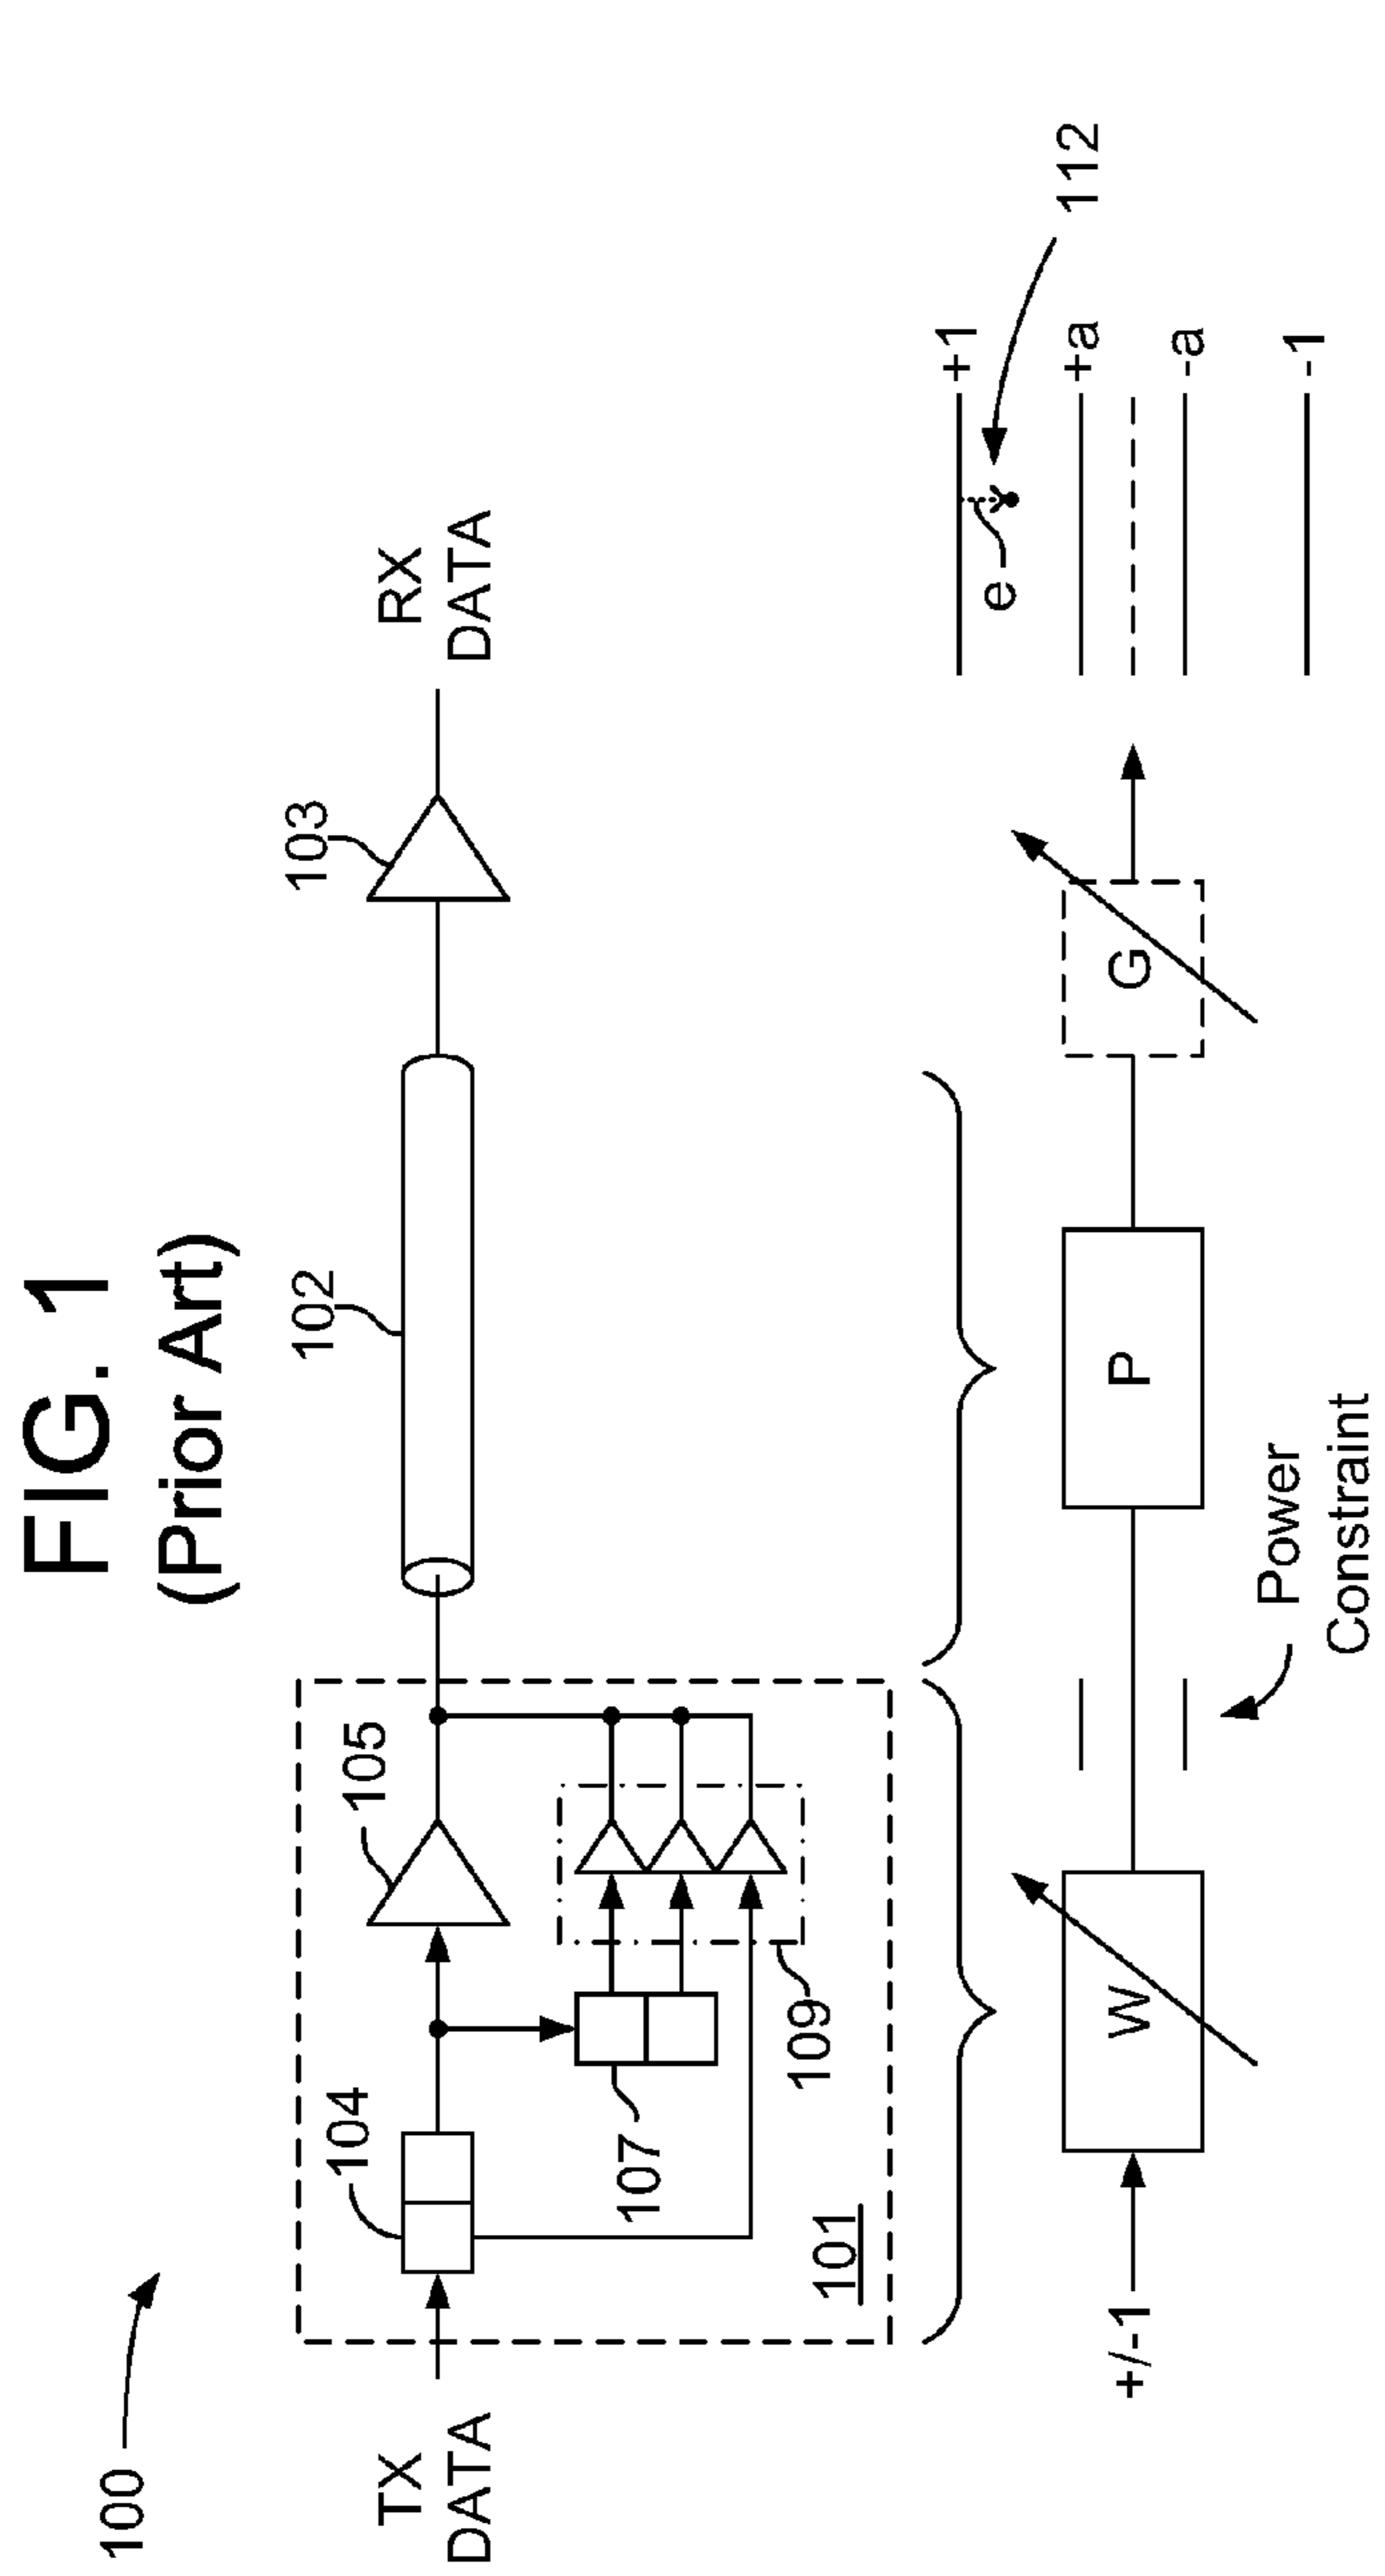 FIG. 1
(Prior Art)
100
TX
DATA
104
105
107
109
101
102
103
RX
DATA
+/-1
W
Power
Constraint
P
G
+1
e
112
+a
-a
-1